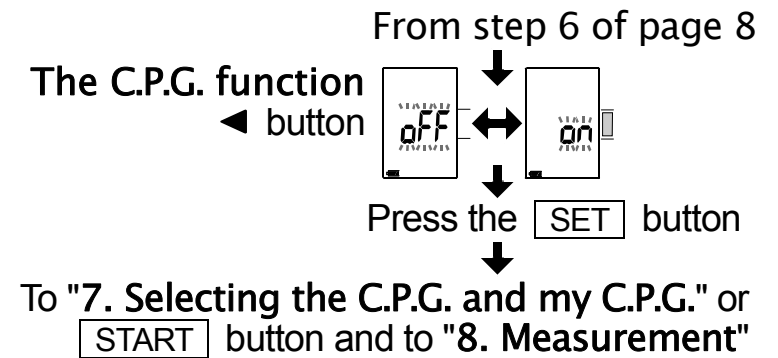 From step 6 of page 8
The C.P.G. function
◄ button
oFF on
Press the SET button
To "7. Selecting the C.P.G. and my C.P.G." or
START button and to "8. Measurement"